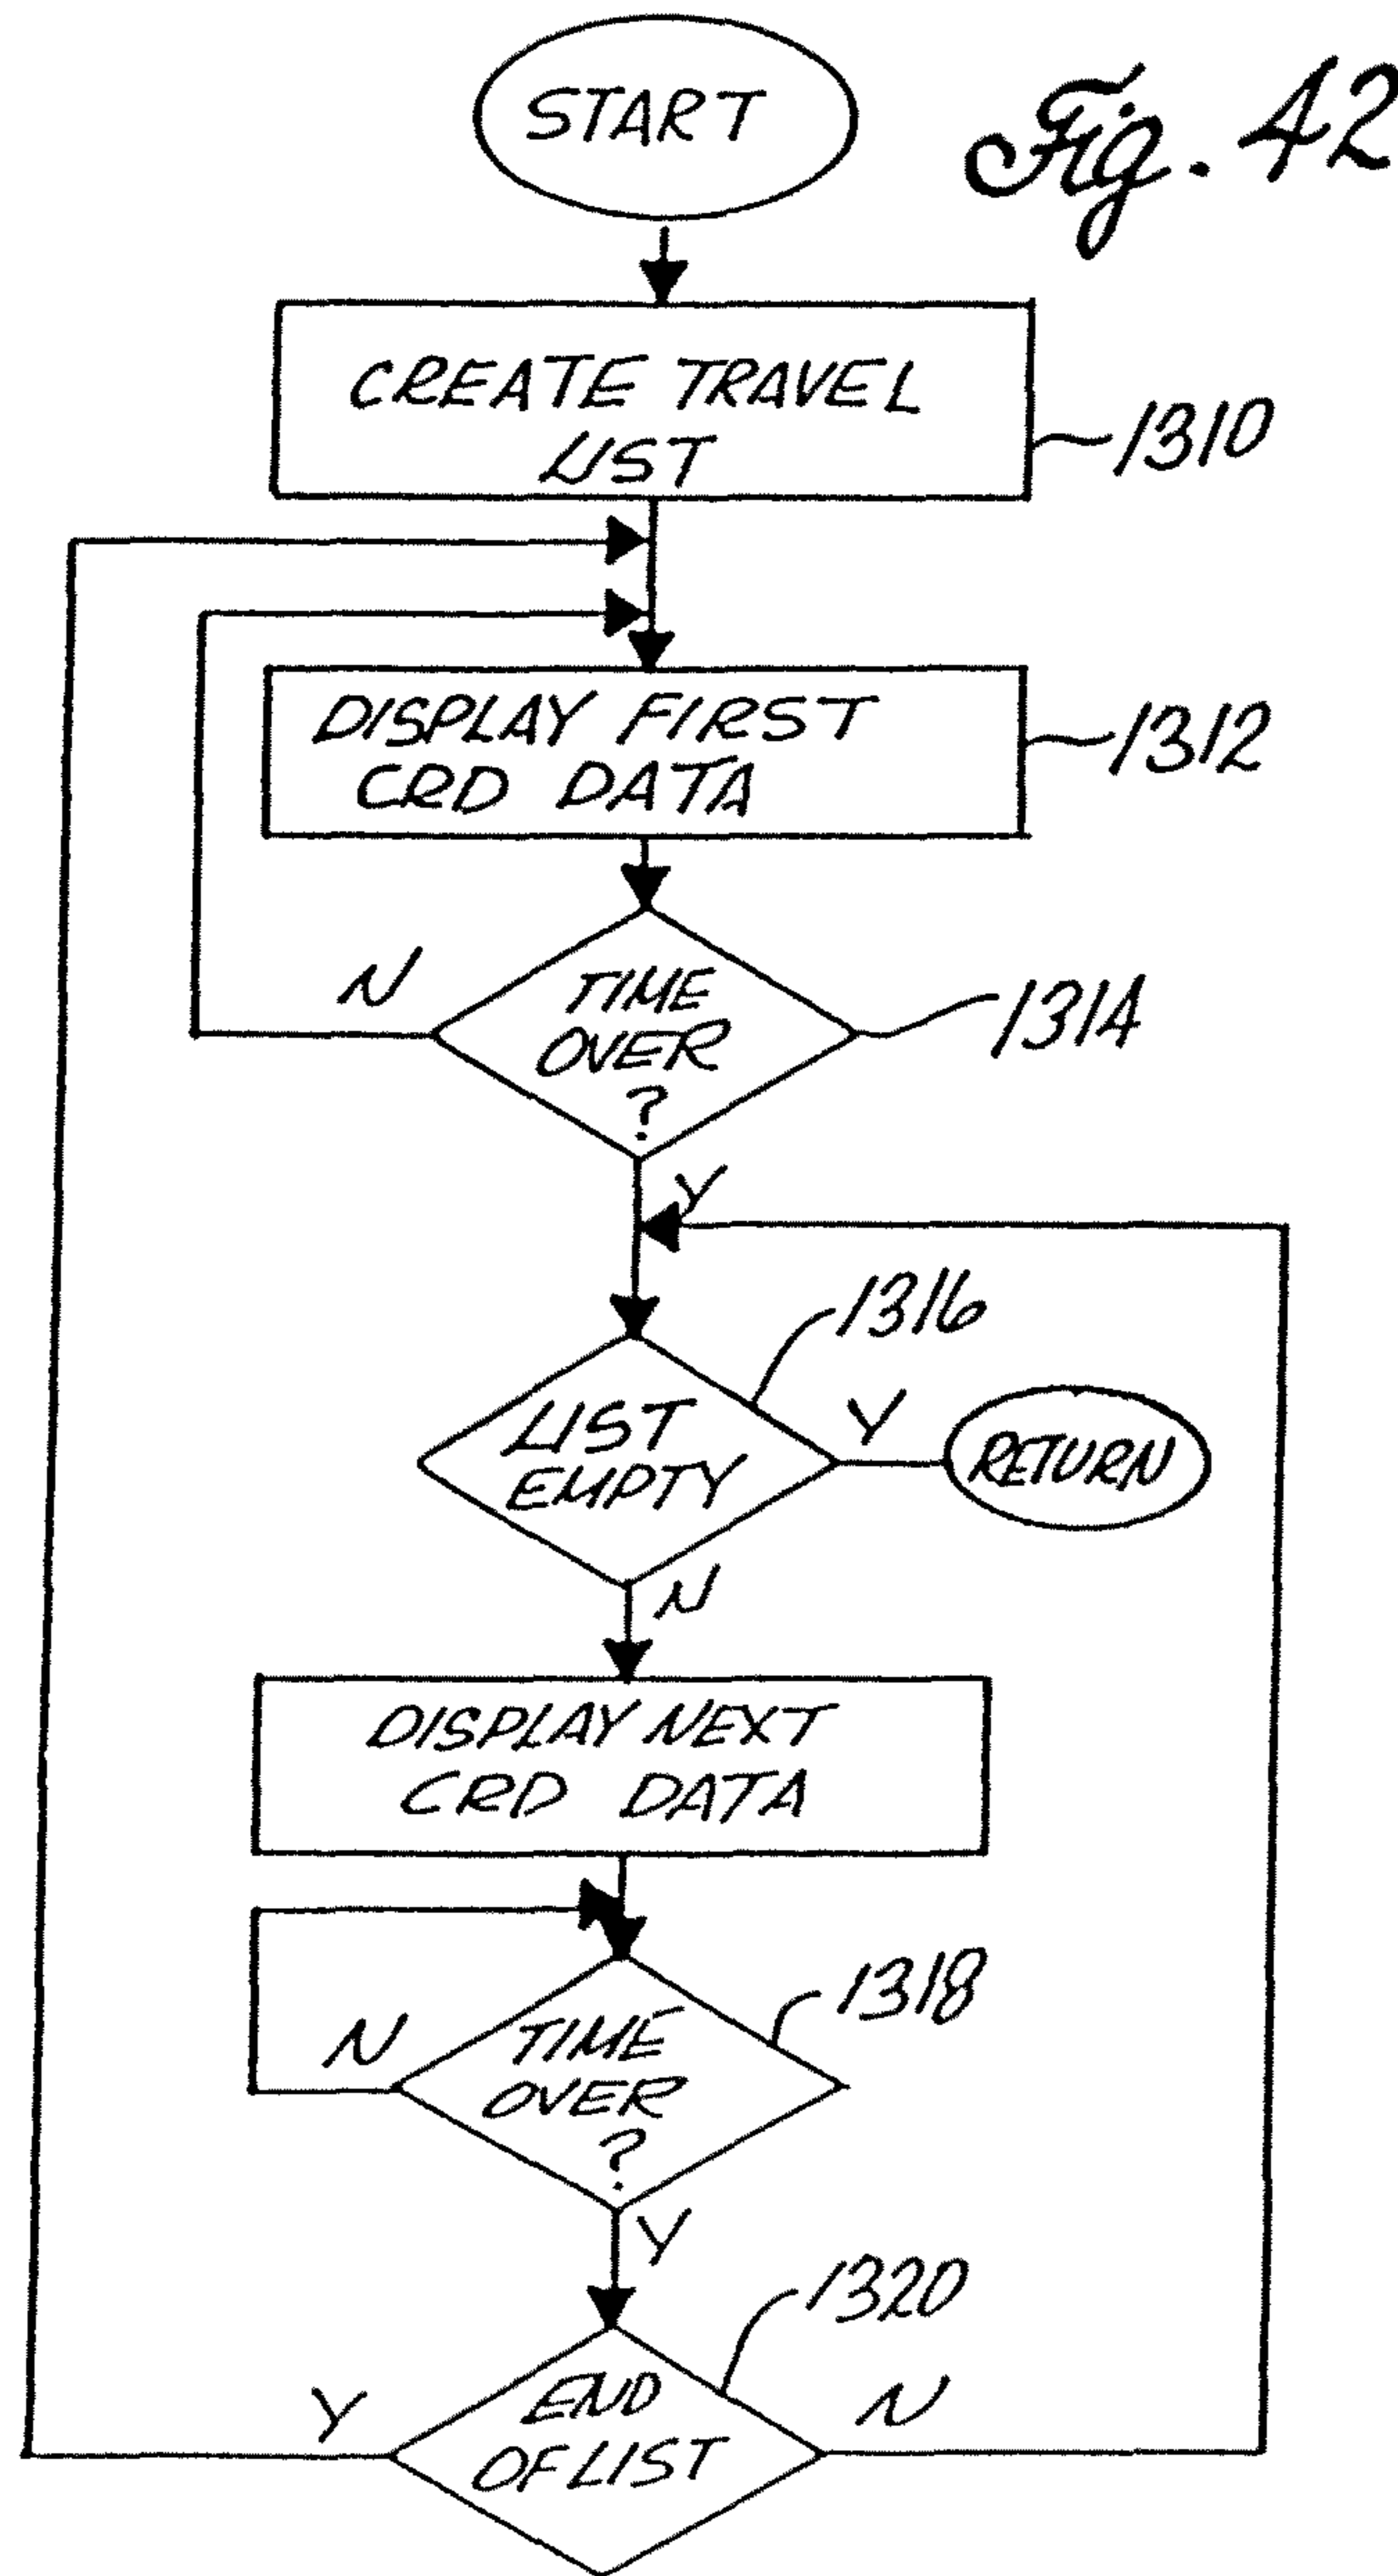 START
Fig. 42
CREATE TRAVEL
LIST
1310
DISPLAY FIRST
CRD DATA
1312
N
TIME
OVER
?
1314
Y
1316
LIST
EMPTY
Y
RETURN
N
DISPLAY NEXT
CRD DATA
1318
N
TIME
OVER
?
Y
1320
Y
END
OF LIST
N